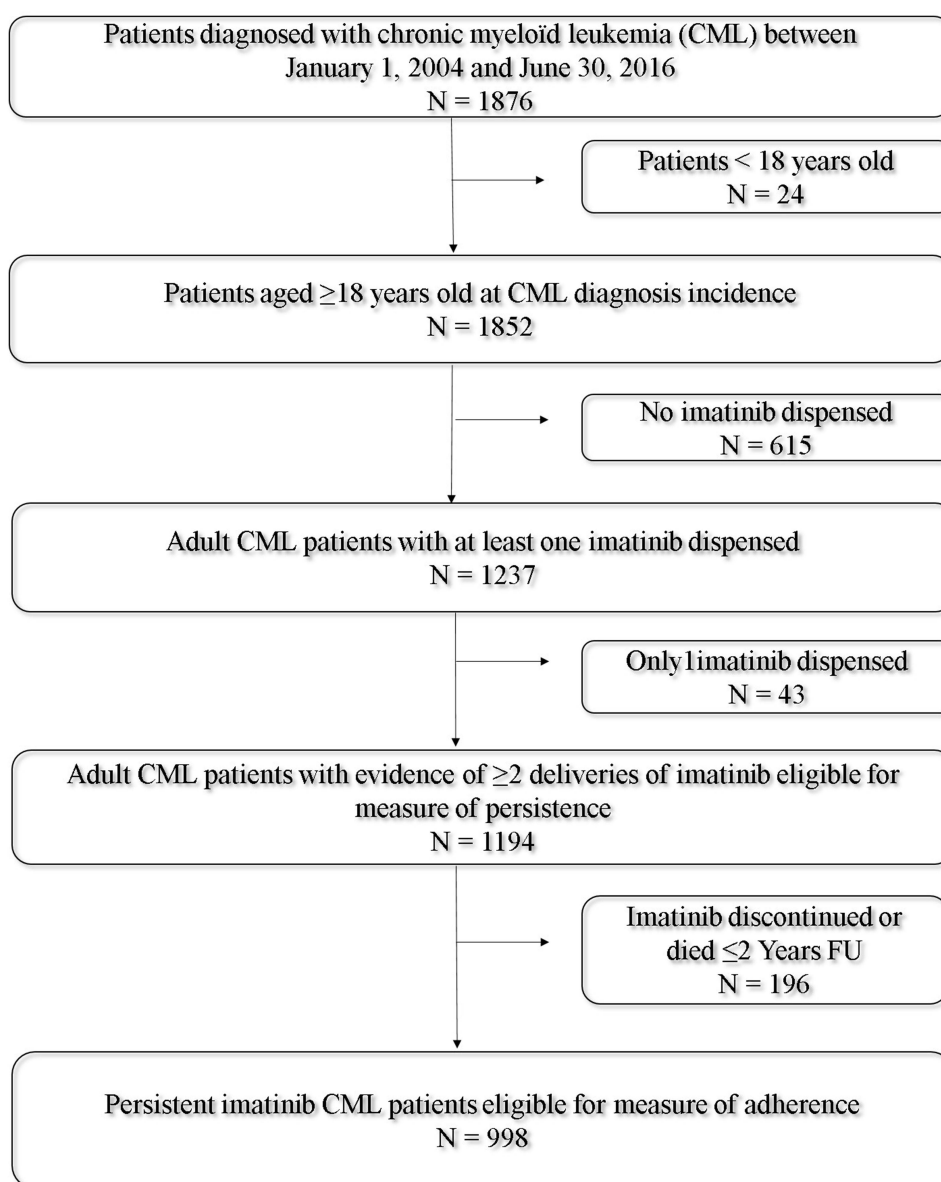 Patients diagnosed with chronic myeloïd leukemia (CML) between
January 1, 2004 and June 30, 2016
N = 1876
Patients < 18 years old
N = 24
Patients aged ≥18 years old at CML diagnosis incidence
N = 1852
No imatinib dispensed
N = 615
Adult CML patients with at least one imatinib dispensed
N = 1237
Only1imatinib dispensed
N = 43
Adult CML patients with evidence of ≥2 deliveries of imatinib eligible for
measure of persistence
N = 1194
Imatinib discontinued or
died ≤2 Years FU
N = 196
Persistent imatinib CML patients eligible for measure of adherence
N = 998